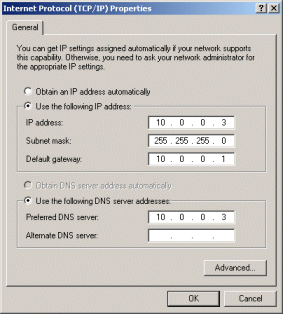 Internet Protocol (TCP/IP) Properties
General
You can get IP settings assigned automatically if your network supports
this capability. Otherwise, you need to ask your network administrator for
the appropriate IP settings.
Obtain an IP address automatically
Use the following IP address:
IP address: 10 . 0 . 0 . 3
Subnet mask: 255 . 255 . 255 . 0
Default gateway: 10 . 0 . 0 . 1
Obtain DNS server address automatically
Use the following DNS server addresses:
Preferred DNS server: 10 . 0 . 0 . 3
Alternate DNS server: . . .
Advanced...
OK Cancel